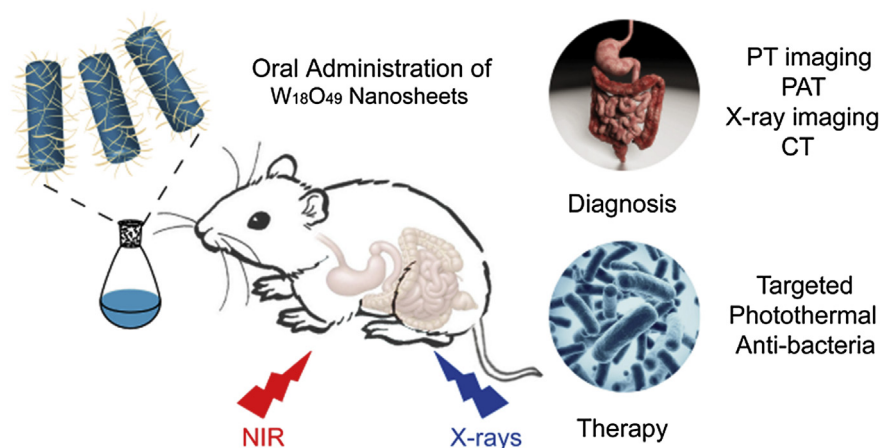 Oral Administration of
W₁₈O₄₉ Nanosheets
PT imaging
PAT
X-ray imaging
CT
Diagnosis
Targeted
Photothermal
Anti-bacteria
Therapy
NIR
X-rays